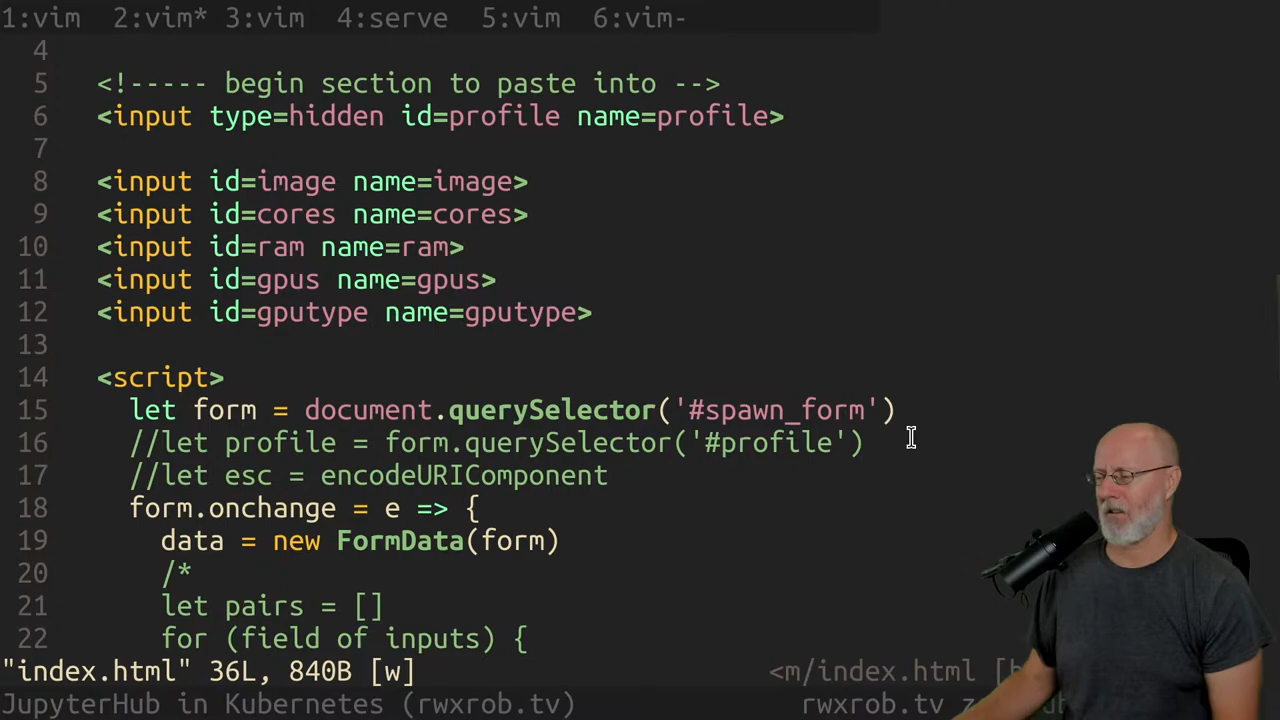 1:vim 2:vim* 3:vim 4:serve 5:vim 6:vim-
4
5 <!----- begin section to paste into -->
6 <input type=hidden id=profile name=profile>
7
8 <input id=image name=image>
9 <input id=cores name=cores>
10 <input id=ram name=ram>
11 <input id=gpus name=gpus>
12 <input id=gputype name=gputype>
13
14 <script>
15 let form = document.querySelector('#spawn_form')
16 //let profile = form.querySelector('#profile')
17 //let esc = encodeURIComponent
18 form.onchange = e => {
19 data = new FormData(form)
20 /*
21 let pairs = []
22 for (field of inputs) {
"index.html" 36L, 840B [w] <m/index.html
JupyterHub in Kubernetes (rwxrob.tv) rwxrob.tv